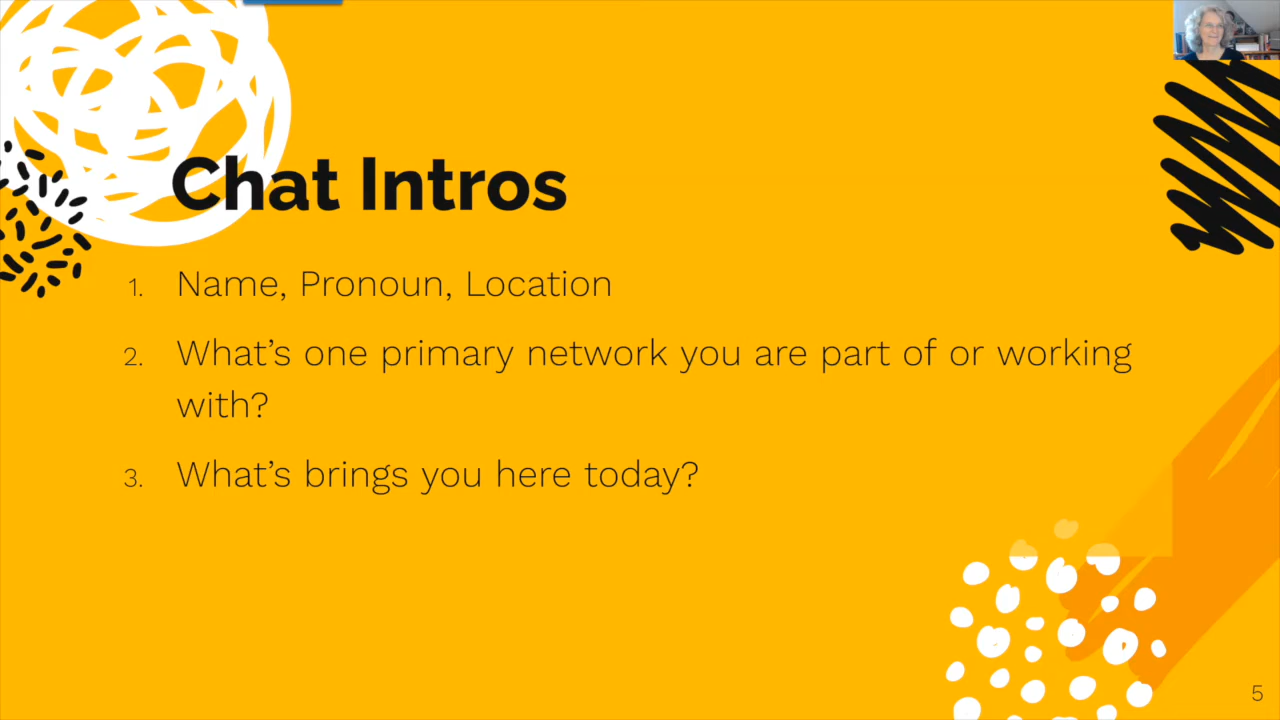 Chat Intros
1. Name, Pronoun, Location
2. What’s one primary network you are part of or working
with?
3. What’s brings you here today?
5